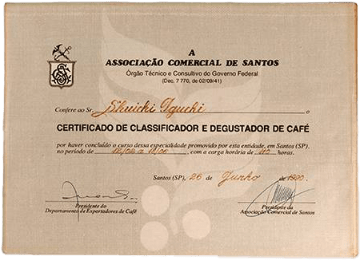 A
ASSOCIAÇÃO COMERCIAL DE SANTOS
Órgão Técnico e Consultivo do Governo Federal
(Dec. 7 770, de 02/09/41)
Confere ao Sr. Shuichi Iguchi o
CERTIFICADO DE CLASSIFICADOR E DEGUSTADOR DE CAFÉ
por haver concluído o curso dessa especialidade promovido por esta entidade, em Santos (SP),
no período de com a carga horária de horas.
Santos (SP), 26 de Junho de
Presidente do
Departamento de Exportadores de Café
Presidente da
Associação Comercial de Santos